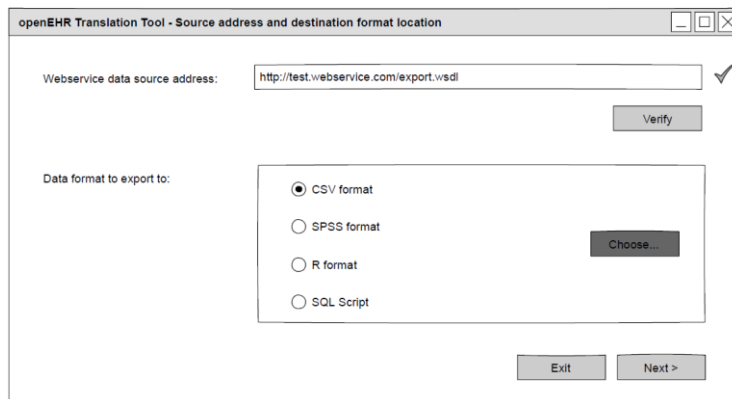 openEHR Translation Tool - Source address and destination format location
Webservice data source address:
http://test.webservice.com/export.wsdl
Verify
Data format to export to:
CSV format
SPSS format
Choose...
R format
SQL Script
Exit
Next >